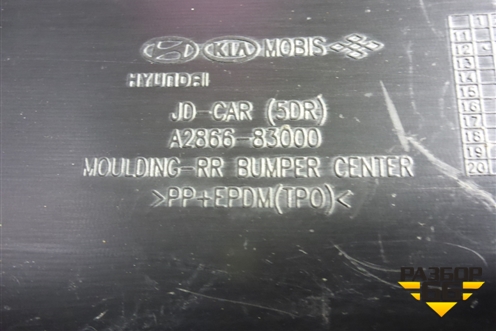 KIA MOBIS
HYUNDAI
JD-CAR (5DR)
A2866-83000
MOULDING-RR BUMPER CENTER
>PP+EPDM(TPO)<
11
12
13
14
15
16
17
18
19
20
РАЗБОР